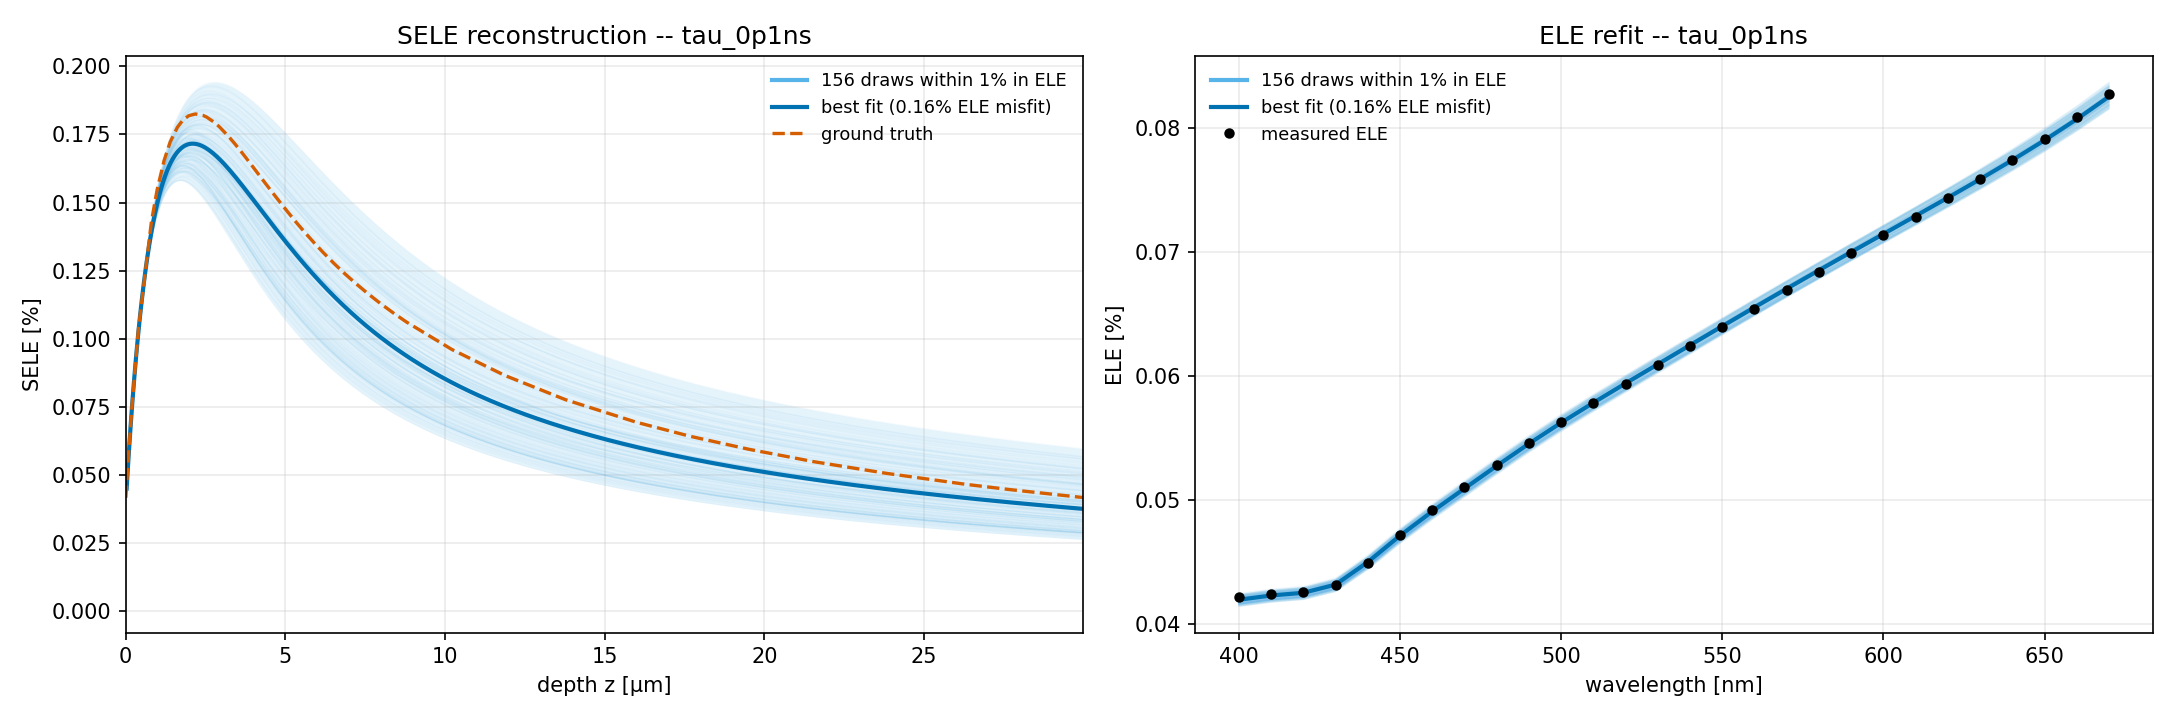 SELE reconstruction -- tau_0p1ns
0.200
0.175
0.150
0.125
0.100
0.075
0.050
0.025
0.000
SELE [%]
156 draws within 1% in ELE
best fit (0.16% ELE misfit)
ground truth
0 5 10 15 20 25
depth z [µm]
ELE refit -- tau_0p1ns
0.08
0.07
0.06
0.05
0.04
ELE [%]
156 draws within 1% in ELE
best fit (0.16% ELE misfit)
measured ELE
400 450 500 550 600 650
wavelength [nm]